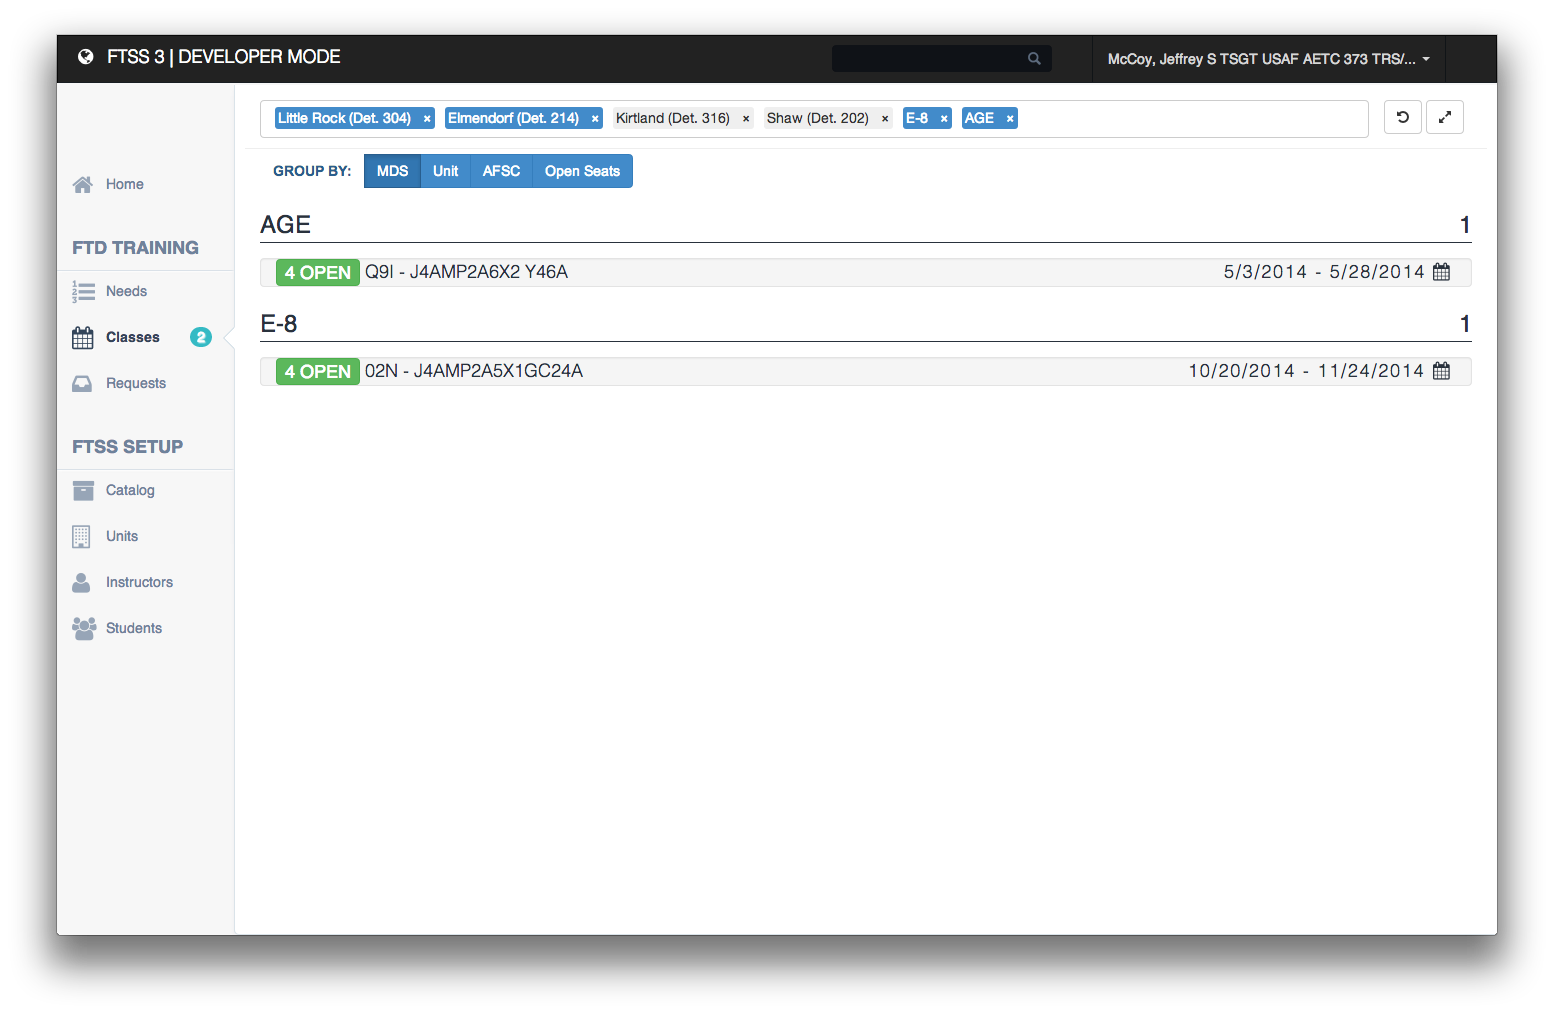 FTSS 3 | DEVELOPER MODE
McCoy, Jeffrey S TSGT USAF AETC 373 TRS/...
Little Rock (Det. 304) × Elmendorf (Det. 214) × Kirtland (Det. 316) × Shaw (Det. 202) × E-8 × AGE ×
GROUP BY: MDS Unit AFSC Open Seats
Home
FTD TRAINING
Needs
Classes 2
Requests
FTSS SETUP
Catalog
Units
Instructors
Students
AGE 1
4 OPEN Q9I - J4AMP2A6X2 Y46A 5/3/2014 - 5/28/2014
E-8 1
4 OPEN 02N - J4AMP2A5X1GC24A 10/20/2014 - 11/24/2014